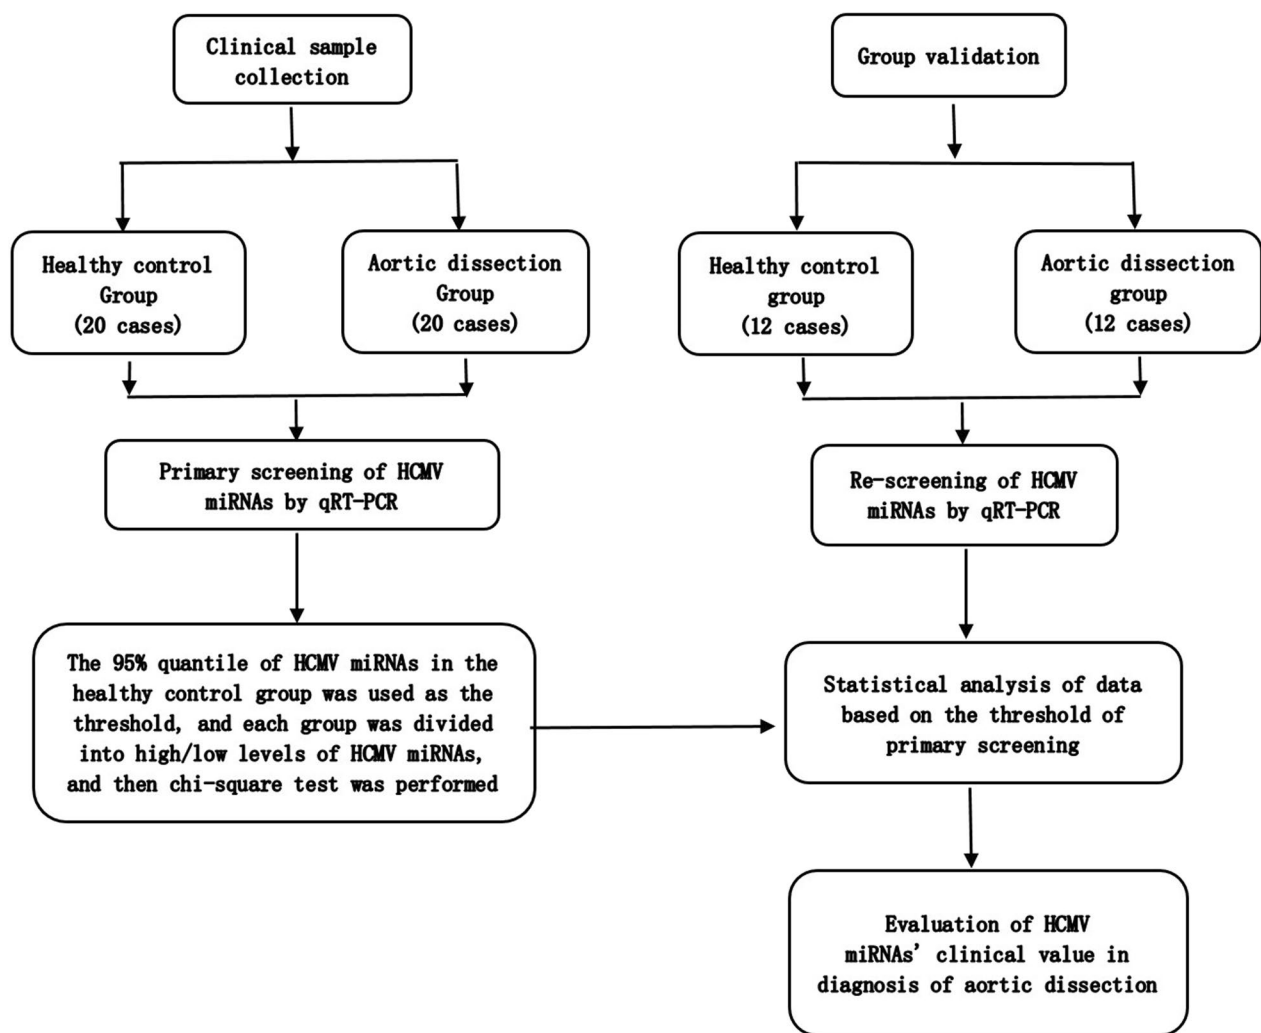 Clinical sample
collection
Group validation
Healthy control
Group
(20 cases)
Aortic dissection
Group
(20 cases)
Healthy control
group
(12 cases)
Aortic dissection
group
(12 cases)
Primary screening of HCMV
miRNAs by qRT-PCR
Re-screening of HCMV
miRNAs by qRT-PCR
The 95% quantile of HCMV miRNAs in the
healthy control group was used as the
threshold, and each group was divided
into high/low levels of HCMV miRNAs,
and then chi-square test was performed
Statistical analysis of data
based on the threshold of
primary screening
Evaluation of HCMV
miRNAs' clinical value in
diagnosis of aortic dissection